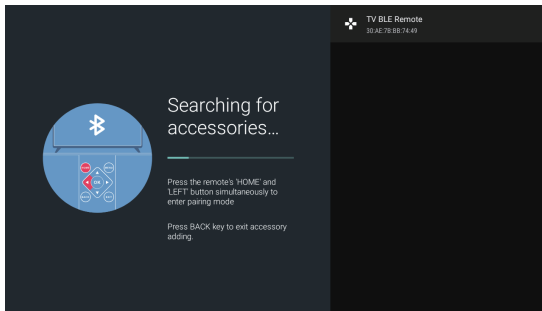 Searching for
accessories...
Press the remote's 'HOME' and
'LEFT' button simultaneously to
enter pairing mode
Press BACK key to exit accessory
adding.
OK
TV BLE Remote
30:AE:7B:BB:74:49